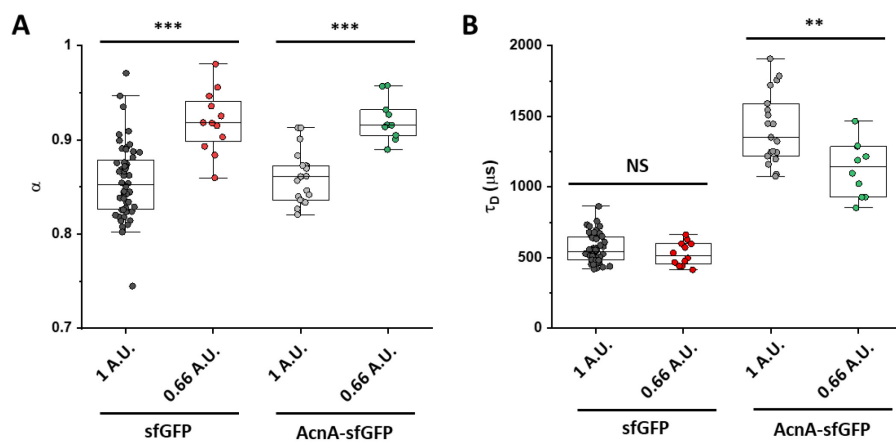 A
***
***
1
0.9
0.8
0.7
α
1 A.U.
0.66 A.U.
1 A.U.
0.66 A.U.
sfGFP
AcnA-sfGFP
B
**
NS
2000
1500
1000
500
0
τD (μs)
1 A.U.
0.66 A.U.
1 A.U.
0.66 A.U.
sfGFP
AcnA-sfGFP